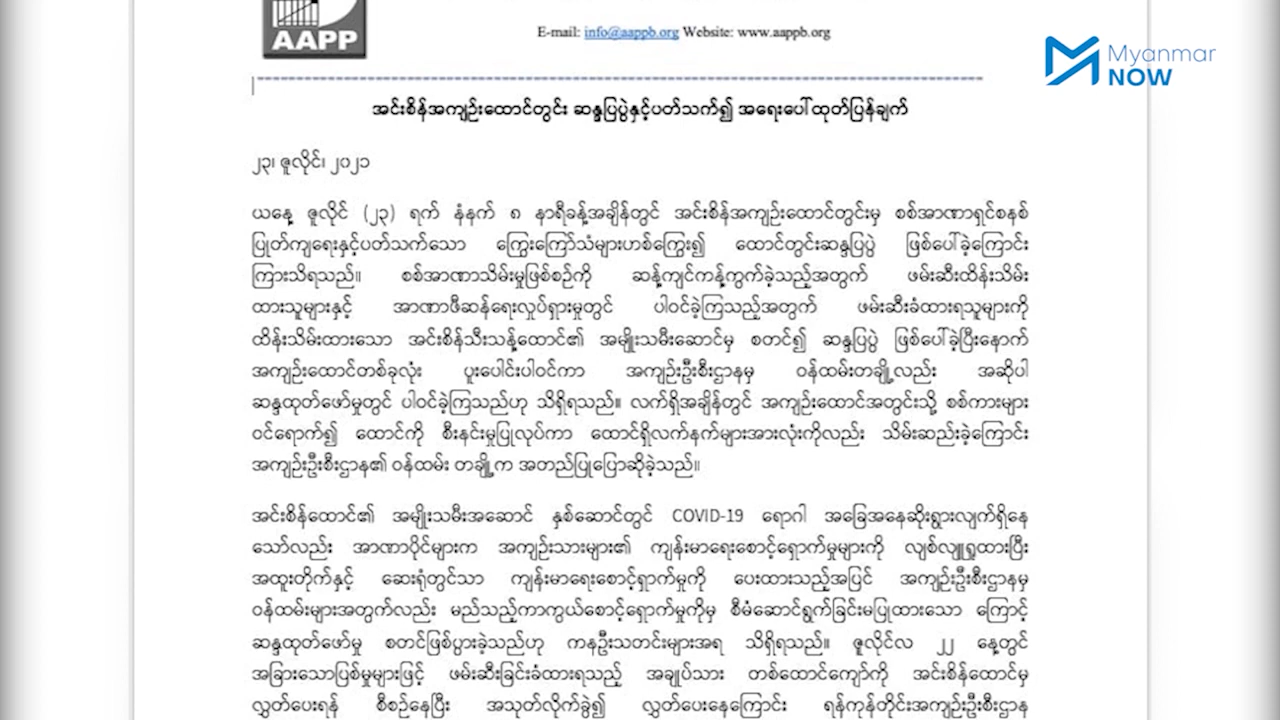 AAPP
E-mail: info@aappb.org Website: www.aappb.org
Myanmar
NOW
အင်းစိန်အကျဉ်းထောင်တွင်း ဆန္ဒပြပွဲနှင့်ပတ်သက်၍ အရေးပေါ်ထုတ်ပြန်ချက်
၂၃၊ ဇူလိုင်၊ ၂၀၂၁
ယနေ့ ဇူလိုင် (၂၃) ရက် နံနက် ၈ နာရီခန့်အချိန်တွင် အင်းစိန်အကျဉ်းထောင်တွင်းမှ စစ်အာဏာရှင်စနစ်
ပြုတ်ကျရေးနှင့်ပတ်သက်သော ကြွေးကြော်သံများဟစ်ကြွေး၍ ထောင်တွင်းဆန္ဒပြပွဲ ဖြစ်ပေါ်ခဲ့ကြောင်း
ကြားသိရသည်။ စစ်အာဏာသိမ်းမှုဖြစ်စဉ်ကို ဆန့်ကျင်ကန့်ကွက်ခဲ့သည့်အတွက် ဖမ်းဆီးထိန်းသိမ်း
ထားသူများနှင့် အာဏာဖီဆန်ရေးလှုပ်ရှားမှုတွင် ပါဝင်ခဲ့ကြသည့်အတွက် ဖမ်းဆီးခံထားရသူများကို
ထိန်းသိမ်းထားသော အင်းစိန်သီးသန့်ထောင်၏ အမျိုးသမီးဆောင်မှ စတင်၍ ဆန္ဒပြပွဲ ဖြစ်ပေါ်ခဲ့ပြီးနောက်
အကျဉ်းထောင်တစ်ခုလုံး ပူးပေါင်းပါဝင်ကာ အကျဉ်းဦးစီးဌာနမှ ဝန်ထမ်းတချို့လည်း အဆိုပါ
ဆန္ဒထုတ်ဖော်မှုတွင် ပါဝင်ခဲ့ကြသည်ဟု သိရှိရသည်။ လက်ရှိအချိန်တွင် အကျဉ်းထောင်အတွင်းသို့ စစ်ကားများ
ဝင်ရောက်၍ ထောင်ကို စီးနင်းမှုပြုလုပ်ကာ ထောင်ရှိလက်နက်များအားလုံးကိုလည်း သိမ်းဆည်းခဲ့ကြောင်း
အကျဉ်းဦးစီးဌာန၏ ဝန်ထမ်း တချို့က အတည်ပြုပြောဆိုခဲ့သည်။
အင်းစိန်ထောင်၏ အမျိုးသမီးအဆောင် နှစ်ဆောင်တွင် COVID-19 ရောဂါ အခြေအနေဆိုးရွားလျက်ရှိနေ
သော်လည်း အာဏာပိုင်များက အကျဉ်းသားများ၏ ကျန်းမာရေးစောင့်ရှောက်မှုများကို လျစ်လျူရှုထားပြီး
အထူးတိုက်နှင့် ဆေးရုံတွင်သာ ကျန်းမာရေးစောင့်ရှာက်မှုကို ပေးထားသည့်အပြင် အကျဉ်းဦးစီးဌာနမှ
ဝန်ထမ်းများအတွက်လည်း မည်သည့်ကာကွယ်စောင့်ရှောက်မှုကိုမှ စီမံဆောင်ရွက်ခြင်းမပြုထားသော ကြောင့်
ဆန္ဒထုတ်ဖော်မှု စတင်ဖြစ်ပွားခဲ့သည်ဟု ကနဦးသတင်းများအရ သိရှိရသည်။ ဇူလိုင်လ ၂၂ နေ့တွင်
အခြားသောပြစ်မှုများဖြင့် ဖမ်းဆီးခြင်းခံထားရသည့် အချုပ်သား တစ်ထောင်ကျော်ကို အင်းစိန်ထောင်မှ
လွှတ်ပေးရန် စီစဉ်နေပြီး အသုတ်လိုက်ခွဲ၍ လွှတ်ပေးနေကြောင်း ရန်ကုန်တိုင်းအကျဉ်းဦးစီးဌာန